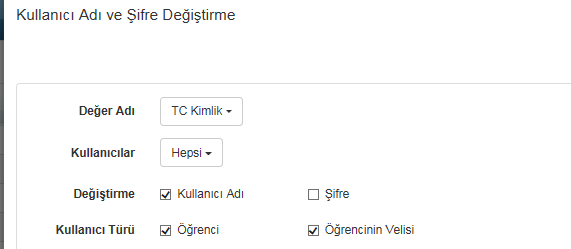 Kullanıcı Adı ve Şifre Değiştirme
Değer Adı TC Kimlik
Kullanıcılar Hepsi
Değiştirme Kullanıcı Adı Şifre
Kullanıcı Türü Öğrenci Öğrencinin Velisi